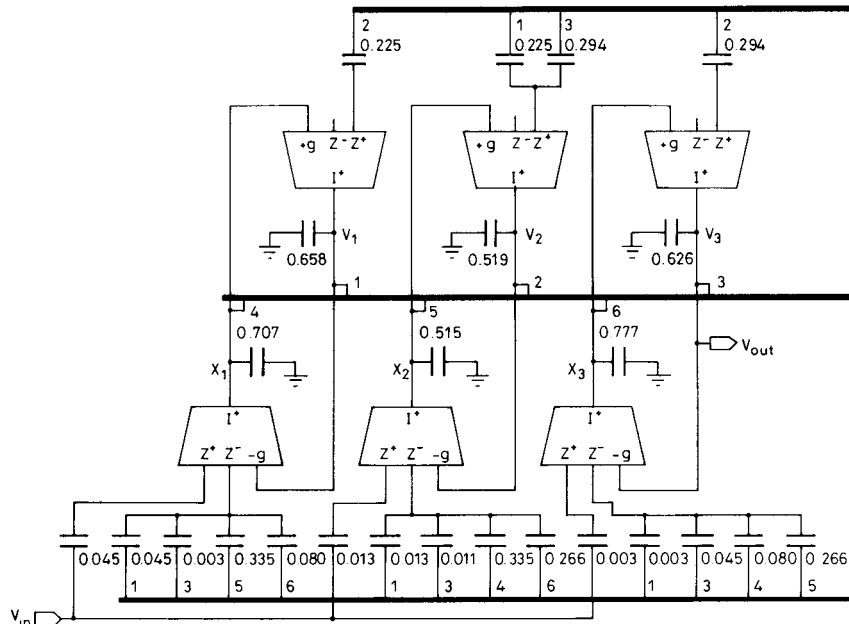 2 1 3 2
0.225 0.225 0.294 0.294
+g Z- Z+ +g Z- Z+ +g Z- Z+
I+ I+ I+
V1 V2 V3
0.658 0.519 0.626
1 2 3
4 5 6
0.707 0.515 0.777
X1 X2 X3 Vout
I+ I+ I+
Z+ Z- -g Z+ Z- -g Z+ Z- -g
0.045 0.045 0.003 0.335 0.080 0.013 0.013 0.011 0.335 0.266 0.003 0.003 0.045 0.080 0.266
1 3 5 6 1 3 4 6 1 3 4 5
Vin